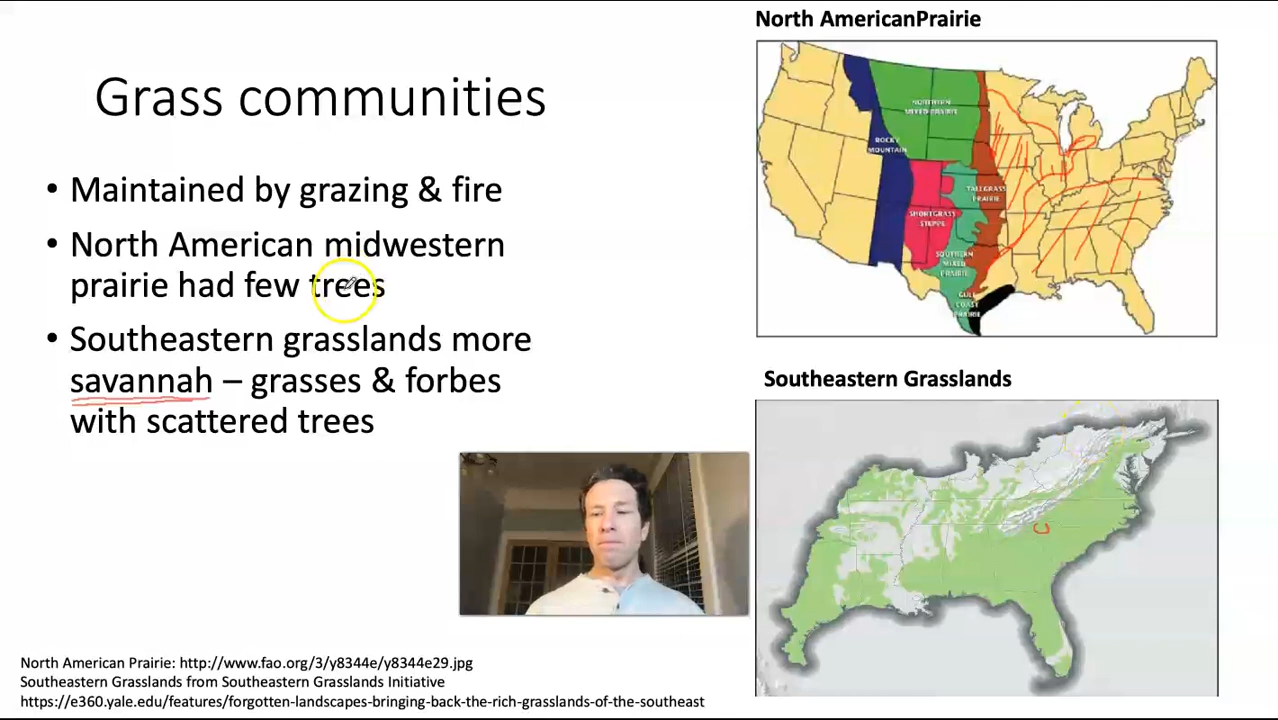 North AmericanPrairie
Grass communities
• Maintained by grazing & fire
• North American midwestern
prairie had few trees
• Southeastern grasslands more
savannah – grasses & forbes
with scattered trees
NORTHERN
MIXED PRAIRIE
ROCKY
MOUNTAIN
TALLGRASS
PRAIRIE
SHORTGRASS
STEPPE
SOUTHERN
MIXED
PRAIRIE
GULF
COAST
PRAIRIE
Southeastern Grasslands
North American Prairie: http://www.fao.org/3/y8344e/y8344e29.jpg
Southeastern Grasslands from Southeastern Grasslands Initiative
https://e360.yale.edu/features/forgotten-landscapes-bringing-back-the-rich-grasslands-of-the-southeast